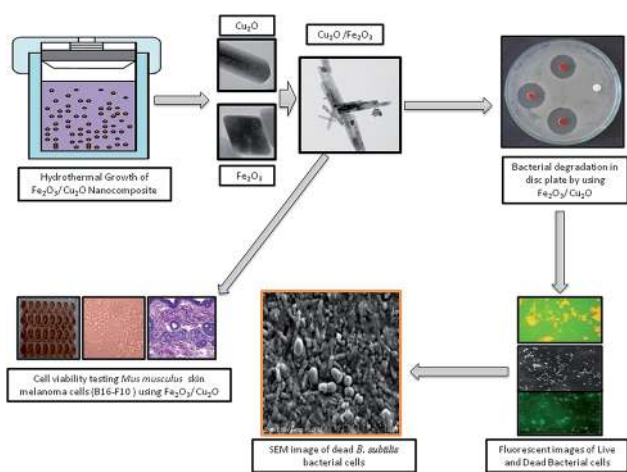 Cu₂O
Cu₂O /Fe₂O₃
Fe₂O₃
Hydrothermal Growth of
Fe₂O₃/ Cu₂O Nanocomposite
Bacterial degradation in
disc plate by using
Fe₂O₃/ Cu₂O
Cell viability testing Mus musculus skin
melanoma cells (B16-F10 ) using Fe₂O₃/ Cu₂O
SEM image of dead B. subtilis
bacterial cells
Fluorescent images of Live
and Dead Bacterial cells